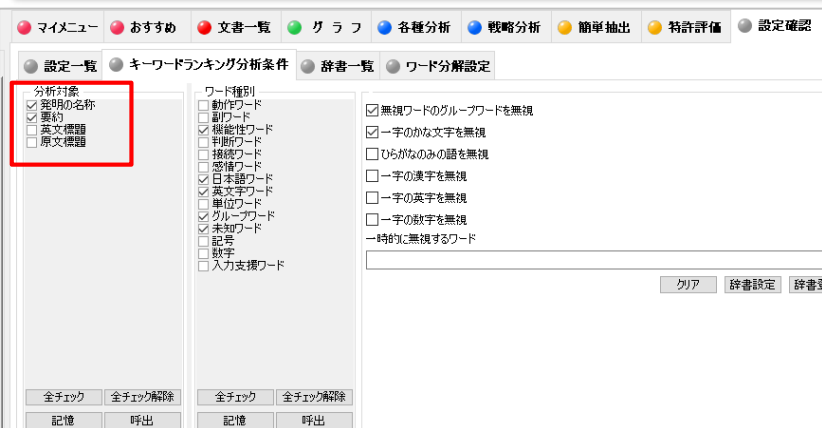 マイメニュー おすすめ 文書一覧 グラフ 各種分析 戦略分析 簡単抽出 特許評価 設定確認
設定一覧 キーワードランキング分析条件 辞書一覧 ワード分解設定
分析対象
発明の名称
要約
英文標題
原文標題
全チェック 全チェック解除
記憶 呼出
ワード種別
動作ワード
副ワード
機能性ワード
判断ワード
接続ワード
感情ワード
日本語ワード
英文字ワード
単位ワード
グループワード
未知ワード
記号
数字
入力支援ワード
全チェック 全チェック解除
記憶 呼出
無視ワードのグループワードを無視
一字のかな文字を無視
ひらがなのみの語を無視
一字の漢字を無視
一字の英字を無視
一字の数字を無視
一時的に無視するワード
クリア 辞書設定 辞書